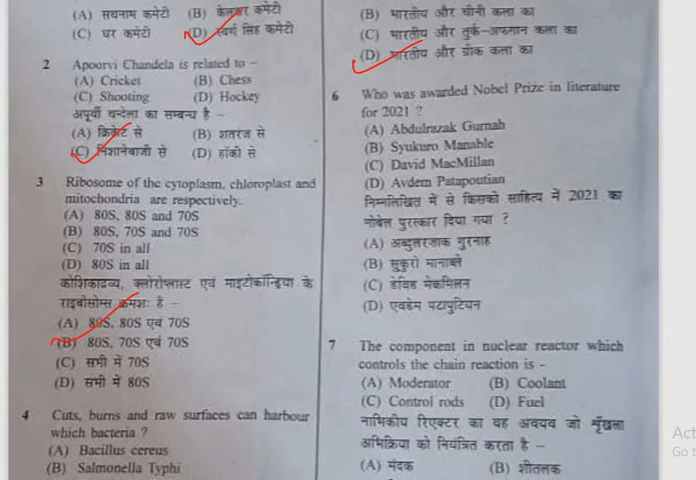 (A) सथनाम कमेटी (B) केलकर कमेटी
(C) धर कमेटी (D) स्वर्ण सिंह कमेटी
2 Apoorvi Chandela is related to –
(A) Cricket (B) Chess
(C) Shooting (D) Hockey
अपूर्वी चन्देला का सम्बन्ध है –
(A) क्रिकेट से (B) शतरंज से
(C) निशानेबाजी से (D) हॉकी से
3 Ribosome of the cytoplasm, chloroplast and
mitochondria are respectively.
(A) 80S, 80S and 70S
(B) 80S, 70S and 70S
(C) 70S in all
(D) 80S in all
कोशिकाद्रव्य, क्लोरोप्लास्ट एवं माइटोकॉन्ड्रिया के
राइबोसोम्स क्रमशः है –
(A) 80S, 80S एवं 70S
(B) 80S, 70S एवं 70S
(C) सभी में 70S
(D) सभी में 80S
4 Cuts, burns and raw surfaces can harbour
which bacteria ?
(A) Bacillus cereus
(B) Salmonella Typhi
(B) भारतीय और चीनी कला का
(C) भारतीय और तुर्क-अफगान कला का
(D) भारतीय और ग्रीक कला का
6 Who was awarded Nobel Prize in literature
for 2021 ?
(A) Abdulrazak Gurnah
(B) Syukuro Manable
(C) David MacMillan
(D) Avdem Patapoutian
निम्नलिखित में से किसको साहित्य में 2021 का
नोबेल पुरस्कार दिया गया ?
(A) अब्दुलरजाक गुरनाह
(B) सुकुरो मानाब्ले
(C) डेविड मेकमिलन
(D) एवडेम पटापुटियन
7 The component in nuclear reactor which
controls the chain reaction is -
(A) Moderator (B) Coolant
(C) Control rods (D) Fuel
नाभिकीय रिएक्टर का वह अवयव जो शृँखला
अभिक्रिया को नियंत्रित करता है –
(A) मंदक (B) शीतलक
Act
Go t